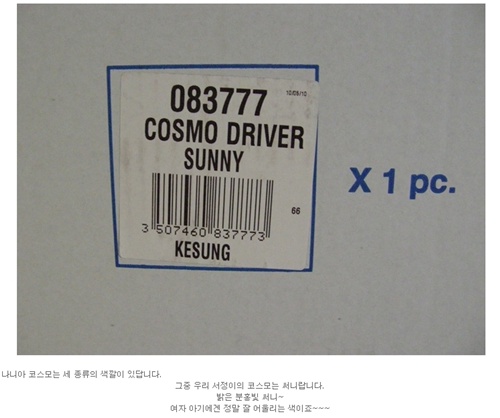 083777
10/08/10
COSMO DRIVER
SUNNY
X 1 pc.
66
3 507460 837773
KESUNG
나니아 코스모는 세 종류의 색깔이 있답니다.
그중 우리 서정이의 코스모는 써니랍니다.
밝은 분홍빛 써니~
여자 아기에겐 정말 잘 어울리는 색이죠~~~